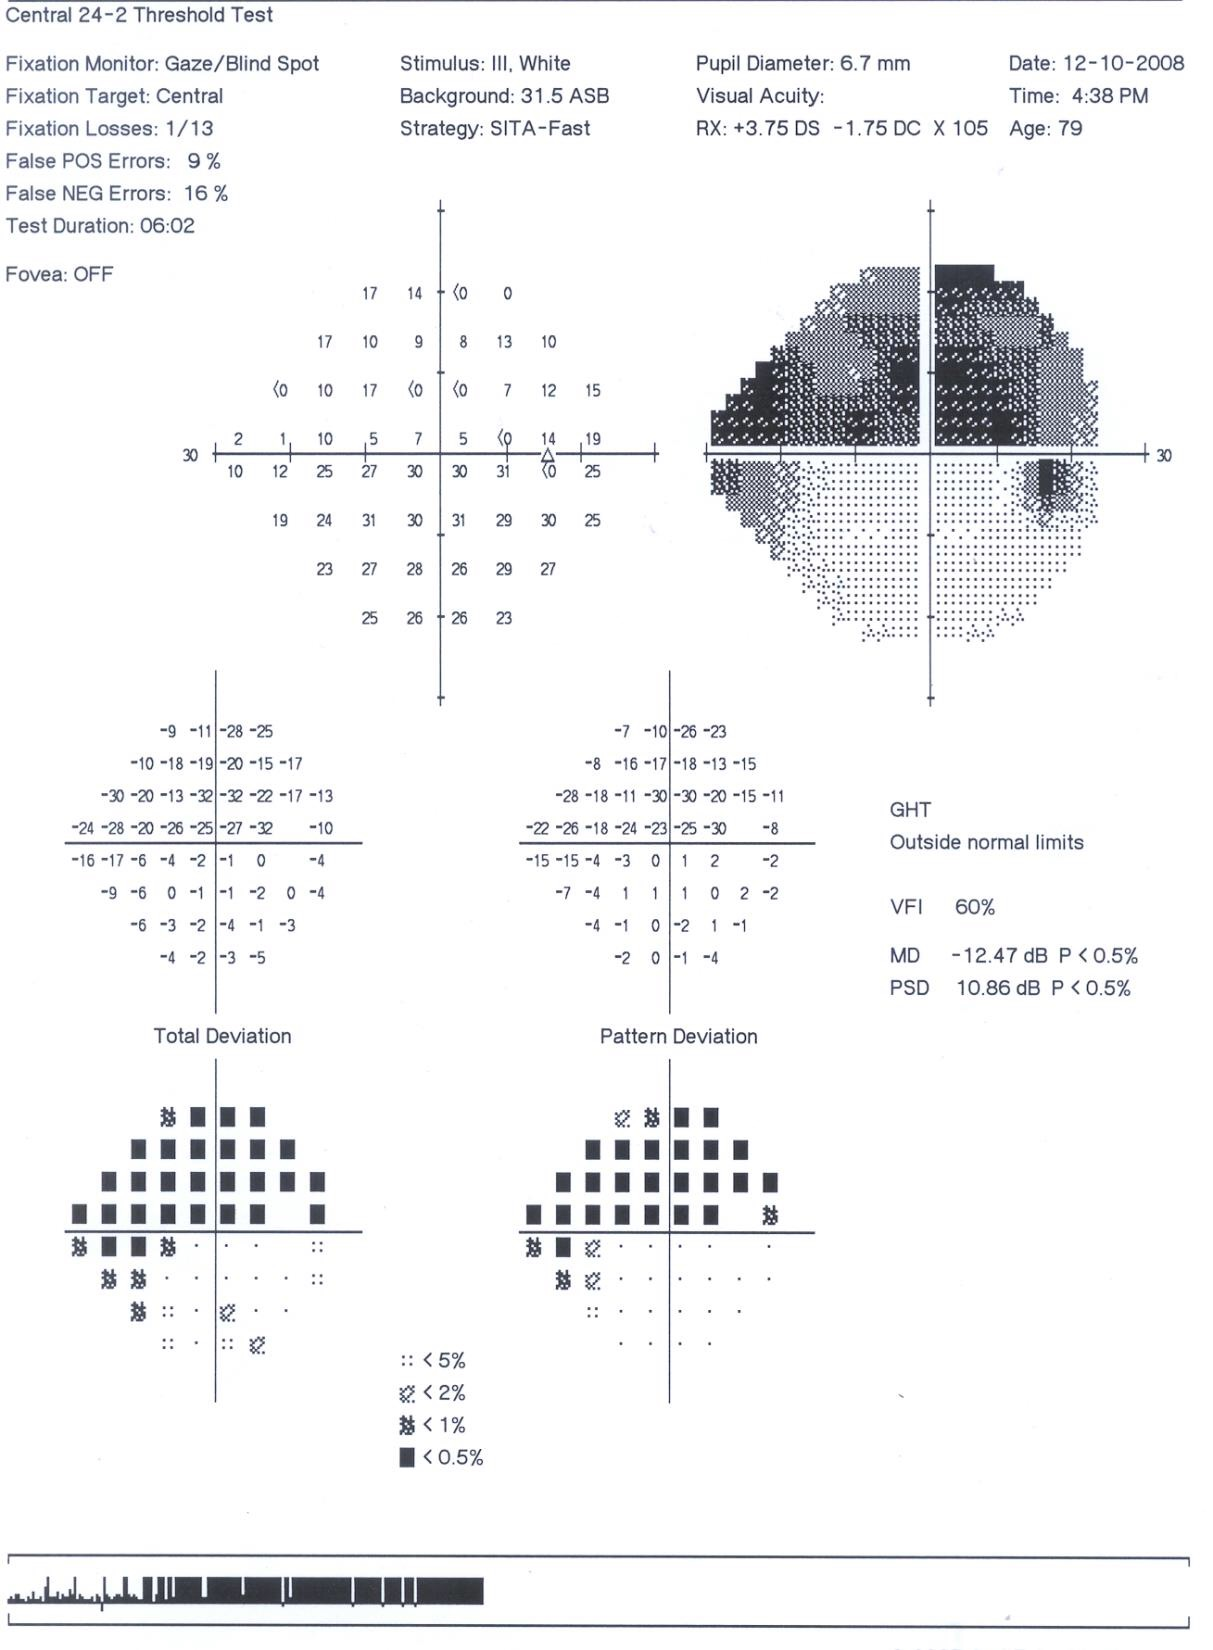 Central 24-2 Threshold Test
Fixation Monitor: Gaze/Blind Spot
Fixation Target: Central
Fixation Losses: 1/13
False POS Errors: 9 %
False NEG Errors: 16 %
Test Duration: 06:02
Fovea: OFF
Stimulus: III, White
Background: 31.5 ASB
Strategy: SITA-Fast
Pupil Diameter: 6.7 mm
Visual Acuity:
RX: +3.75 DS -1.75 DC X 105
Date: 12-10-2008
Time: 4:38 PM
Age: 79
17 14 <0 0
17 10 9 8 13 10
<0 10 17 <0 <0 7 12 15
2 1 10 5 7 5 <0 14 19
30
10 12 25 27 30 30 31 <0 25
19 24 31 30 31 29 30 25
23 27 28 26 29 27
25 26 26 23
30
-9 -11 -28 -25
-10 -18 -19 -20 -15 -17
-30 -20 -13 -32 -32 -22 -17 -13
-24 -28 -20 -26 -25 -27 -32 -10
-16 -17 -6 -4 -2 -1 0 -4
-9 -6 0 -1 -1 -2 0 -4
-6 -3 -2 -4 -1 -3
-4 -2 -3 -5
Total Deviation
-7 -10 -26 -23
-8 -16 -17 -18 -13 -15
-28 -18 -11 -30 -30 -20 -15 -11
-22 -26 -18 -24 -23 -25 -30 -8
-15 -15 -4 -3 0 1 2 -2
-7 -4 1 1 1 0 2 -2
-4 -1 0 -2 1 -1
-2 0 -1 -4
Pattern Deviation
GHT
Outside normal limits
VFI 60%
MD -12.47 dB P < 0.5%
PSD 10.86 dB P < 0.5%
< 5%
< 2%
< 1%
< 0.5%